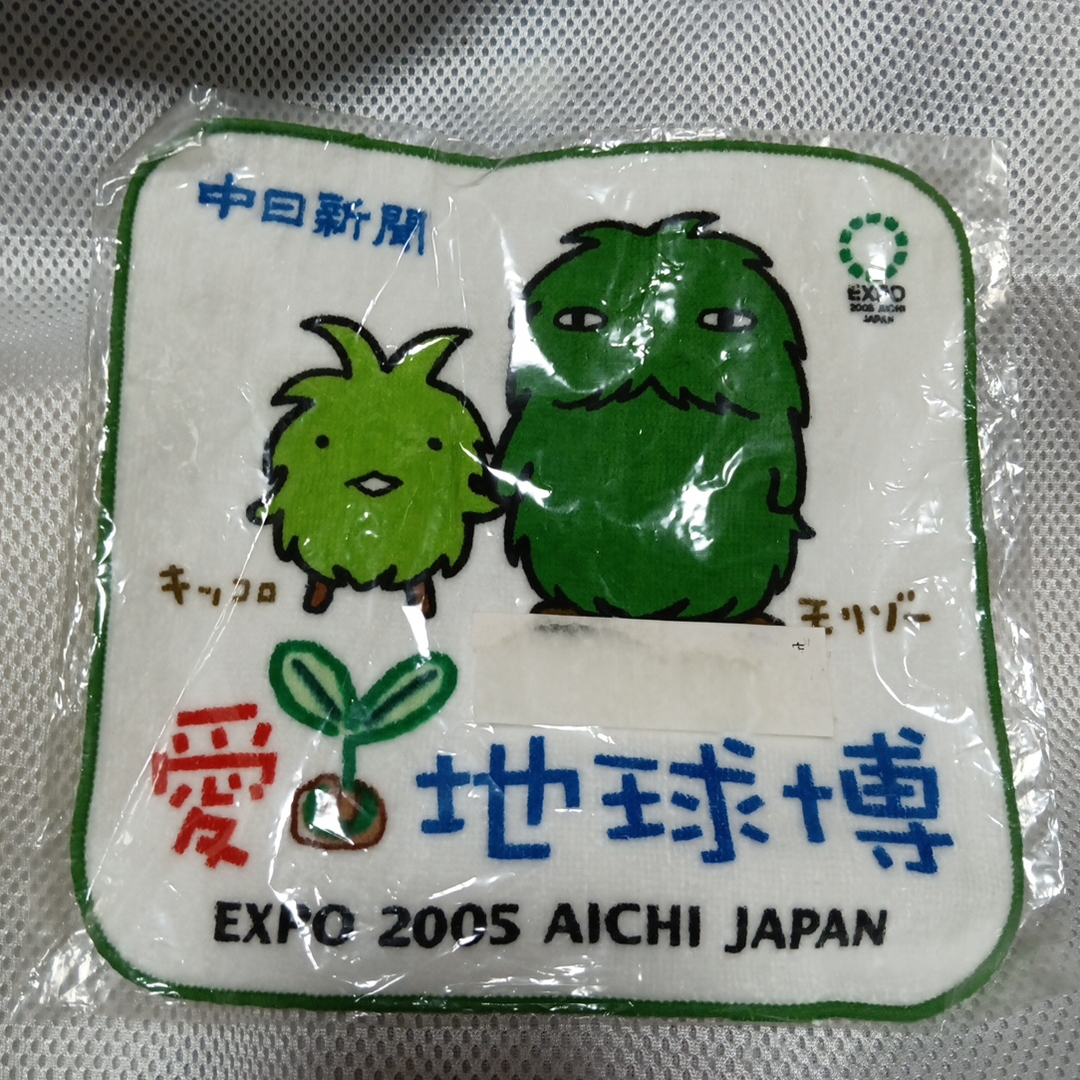 中日新聞
EXPO
2005 AICHI
JAPAN
キッコロ
モリゾー
愛・地球博
EXPO 2005 AICHI JAPAN